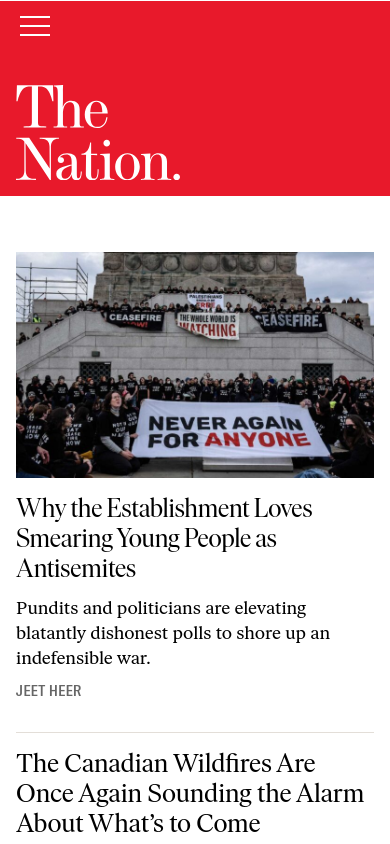 The
Nation.
PALESTINIANS
CEASEFIRE
NOW!
THE WHOLE WORLD IS
WATCHING
CEASEFIRE.
NEVER AGAIN
FOR ANYONE
Why the Establishment Loves
Smearing Young People as
Antisemites
Pundits and politicians are elevating
blatantly dishonest polls to shore up an
indefensible war.
JEET HEER
The Canadian Wildfires Are
Once Again Sounding the Alarm
About What’s to Come